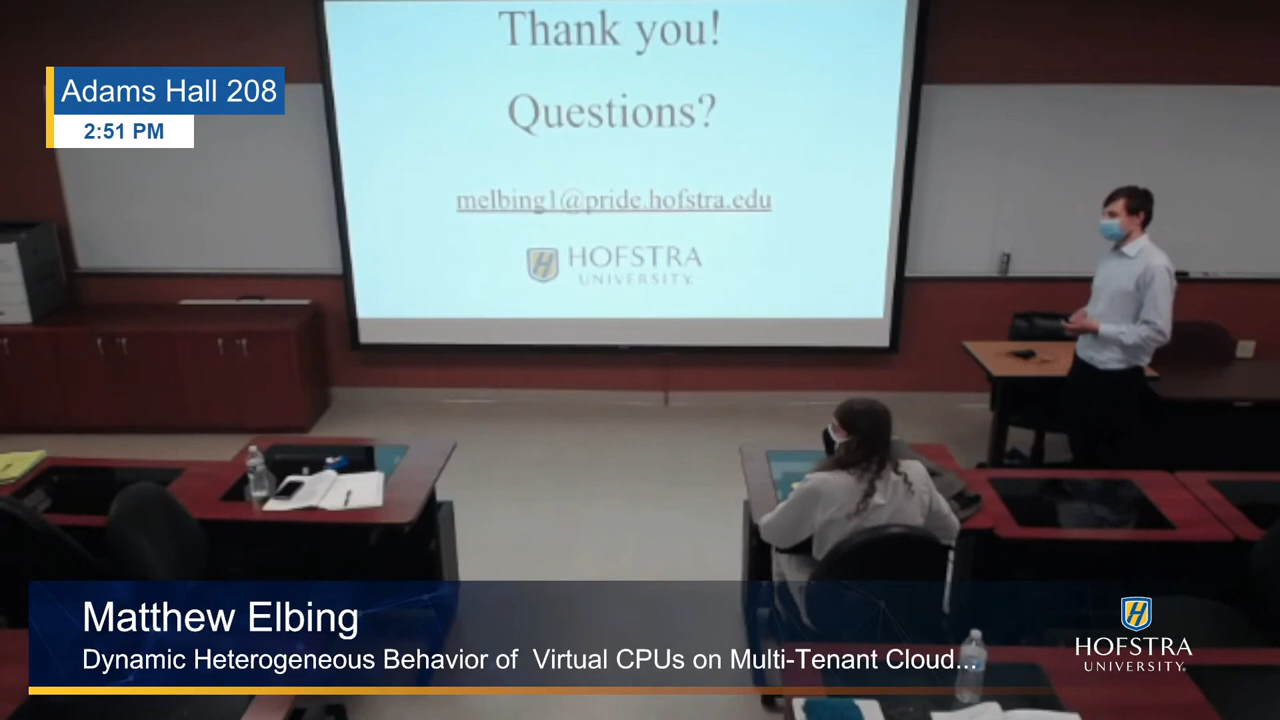 Thank you!
Questions?
melbing1@pride.hofstra.edu
HOFSTRA
UNIVERSITY
Adams Hall 208
2:51 PM
Matthew Elbing
Dynamic Heterogeneous Behavior of  Virtual CPUs on Multi-Tenant Cloud...
HOFSTRA
UNIVERSITY